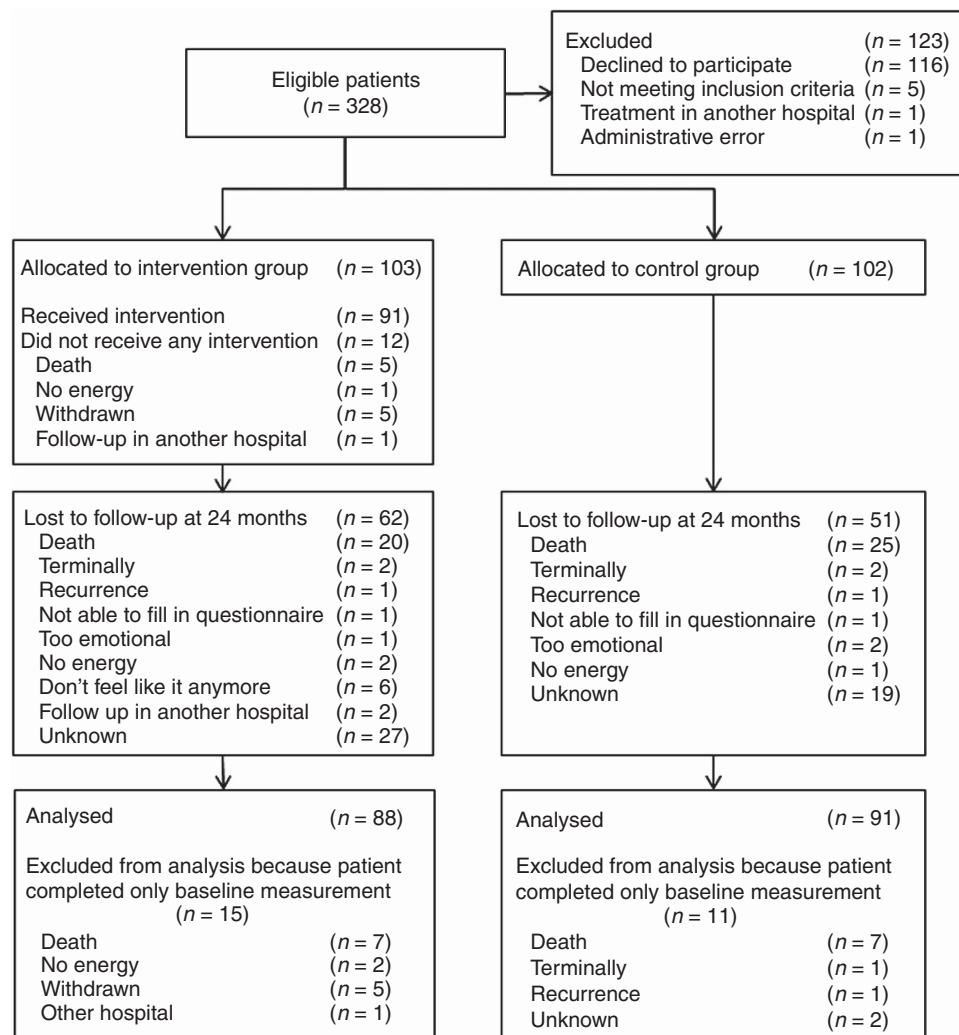 Eligible patients
(n = 328)
Excluded (n = 123)
Declined to participate (n = 116)
Not meeting inclusion criteria (n = 5)
Treatment in another hospital (n = 1)
Administrative error (n = 1)
Allocated to intervention group (n = 103)
Received intervention (n = 91)
Did not receive any intervention (n = 12)
Death (n = 5)
No energy (n = 1)
Withdrawn (n = 5)
Follow-up in another hospital (n = 1)
Allocated to control group (n = 102)
Lost to follow-up at 24 months (n = 62)
Death (n = 20)
Terminally (n = 2)
Recurrence (n = 1)
Not able to fill in questionnaire (n = 1)
Too emotional (n = 1)
No energy (n = 2)
Don't feel like it anymore (n = 6)
Follow up in another hospital (n = 2)
Unknown (n = 27)
Lost to follow-up at 24 months (n = 51)
Death (n = 25)
Terminally (n = 2)
Recurrence (n = 1)
Not able to fill in questionnaire (n = 1)
Too emotional (n = 2)
No energy (n = 1)
Unknown (n = 19)
Analysed (n = 88)
Excluded from analysis because patient
completed only baseline measurement
(n = 15)
Death (n = 7)
No energy (n = 2)
Withdrawn (n = 5)
Other hospital (n = 1)
Analysed (n = 91)
Excluded from analysis because patient
completed only baseline measurement
(n = 11)
Death (n = 7)
Terminally (n = 1)
Recurrence (n = 1)
Unknown (n = 2)